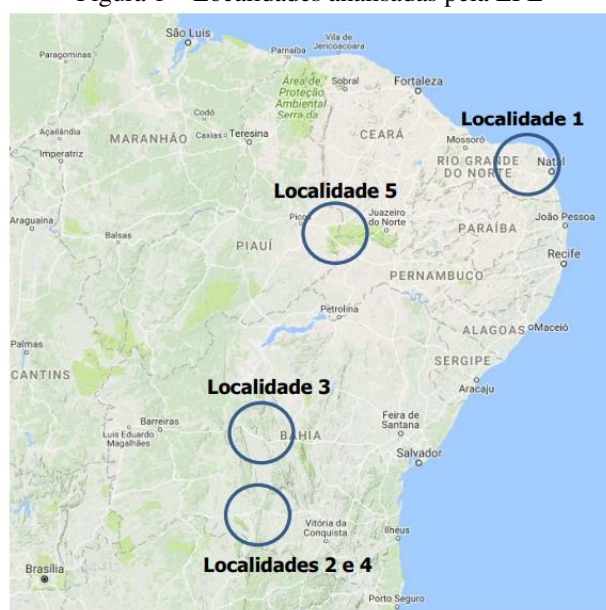 Figura 1 – Localidades analisadas pela EPE
São Luís
Vila de
Jericoacoara
Parnaíba
Paragominas
Área de
Proteção
Ambiental
Serra da
Sobral
Fortaleza
Localidade 1
Codó
Açailândia
MARANHÃO
Caxias
Teresina
CEARÁ
Mossoró
Imperatriz
RIO GRANDE
DO NORTE
Natal
Localidade 5
Picos
Juazeiro
do Norte
João Pessoa
Araguaína
Balsas
PIAUÍ
PARAÍBA
Recife
PERNAMBUCO
Petrolina
Palmas
ALAGOAS
Maceió
CANTINS
SERGIPE
Localidade 3
Aracaju
Barreiras
Luís Eduardo
Magalhães
BAHIA
Feira de
Santana
Salvador
Vitória da
Conquista
Ilhéus
Localidades 2 e 4
Brasília
Porto Seguro